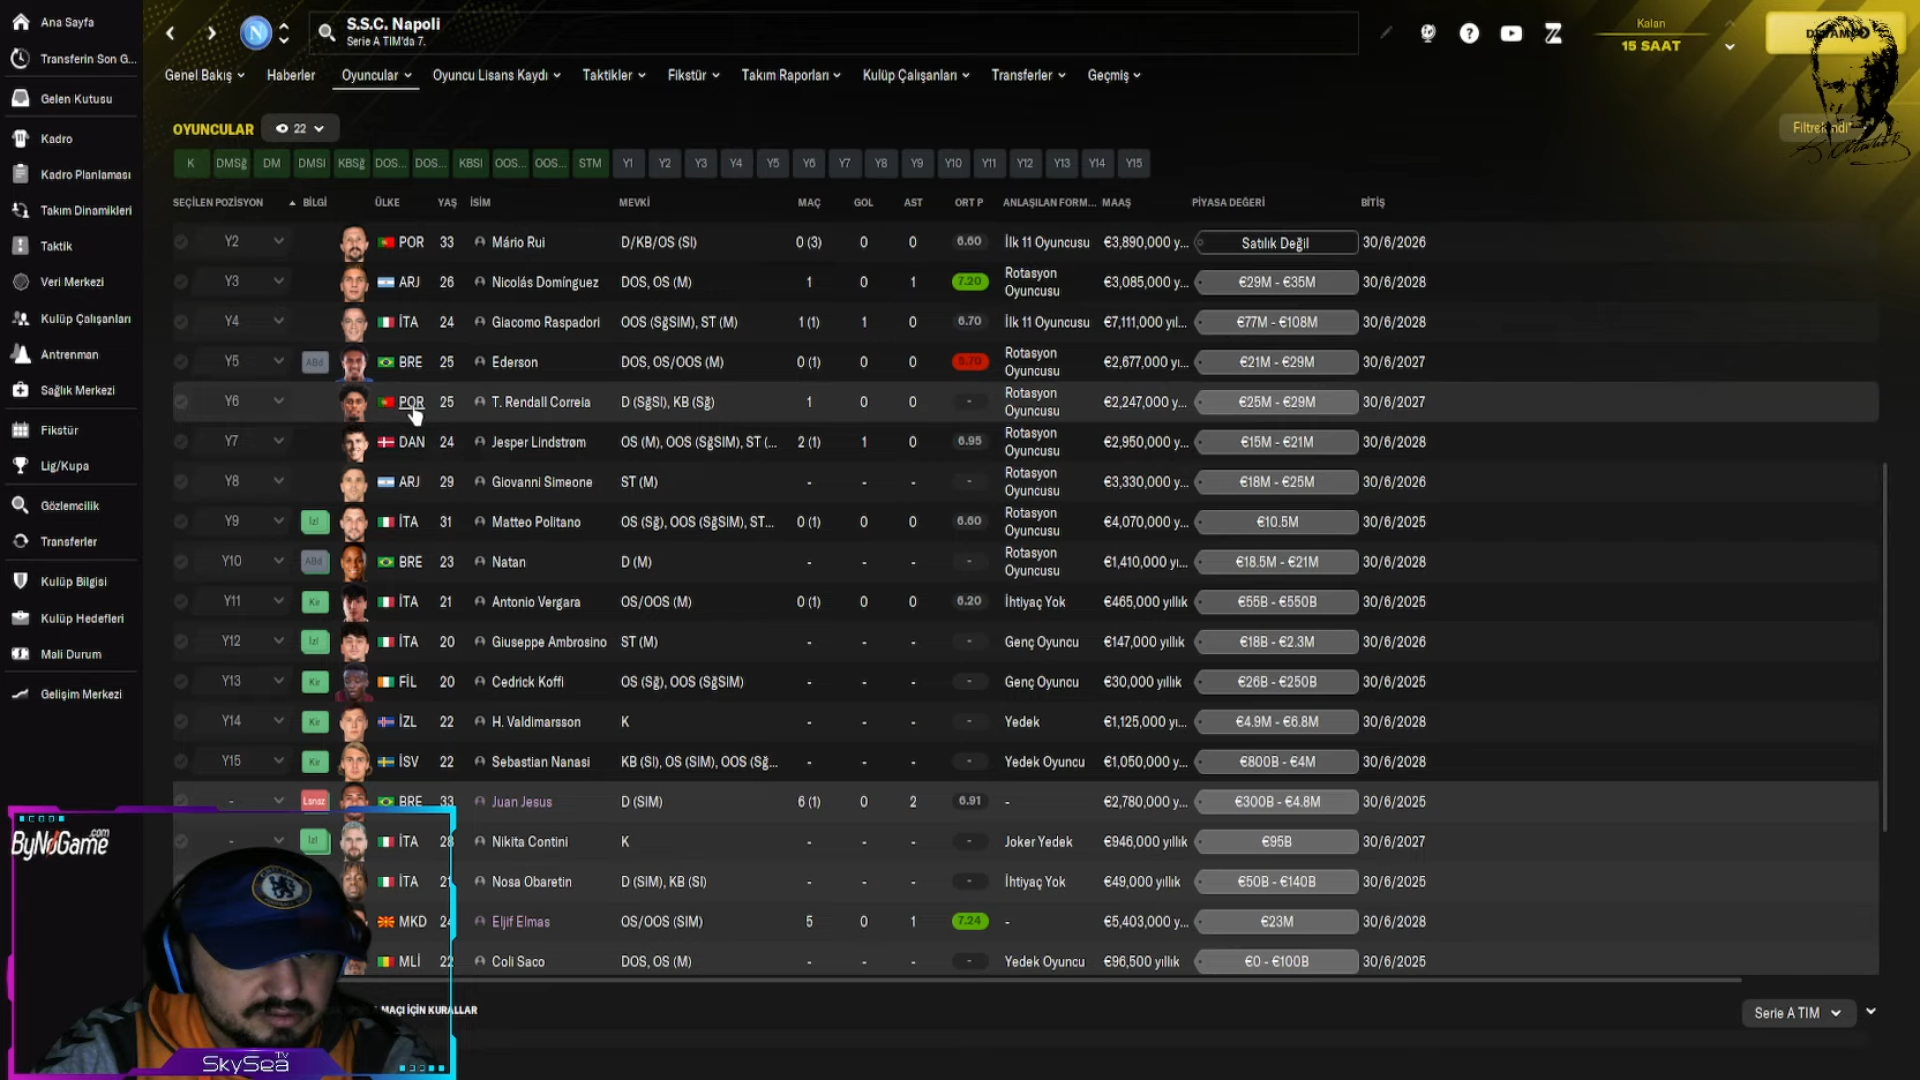 Ana Sayfa
Transferin Son G...
Gelen Kutusu
Kadro
Kadro Planlaması
Takım Dinamikleri
Taktik
Veri Merkezi
Kulüp Çalışanları
Antrenman
Sağlık Merkezi
Fikstür
Lig/Kupa
Gözlemcilik
Transferler
Kulüp Bilgisi
Kulüp Hedefleri
Mali Durum
Gelişim Merkezi
S.S.C. Napoli
Serie A TIM'da 7.
Kalan
15 SAAT
Genel Bakış Haberler Oyuncular Oyuncu Lisans Kaydı Taktikler Fikstür Takım Raporları Kulüp Çalışanları Transferler Geçmiş
OYUNCULAR 22
K DMSğ DM DMSl KBSğ DOS... DOS... KBSl OOS... OOS... STM Y1 Y2 Y3 Y4 Y5 Y6 Y7 Y8 Y9 Y10 Y11 Y12 Y13 Y14 Y15
SEÇİLEN POZİSYON BİLGİ ÜLKE YAŞ İSİM MEVKİ MAÇ GOL AST ORT P ANLAŞILAN FORM... MAAŞ PİYASA DEĞERİ BİTİŞ
Y2 POR 33 Mário Rui D/KB/OS (Sl) 0 (3) 0 0 6.60 İlk 11 Oyuncusu €3,890,000 y... Satılık Değil 30/6/2026
Y3 ARJ 26 Nicolás Domínguez DOS, OS (M) 1 0 1 7.20 Rotasyon Oyuncusu €3,085,000 y... €29M - €35M 30/6/2028
Y4 İTA 24 Giacomo Raspadori OOS (SğSlM), ST (M) 1 (1) 1 0 6.70 İlk 11 Oyuncusu €7,111,000 yıl... €77M - €108M 30/6/2028
Y5 ABd BRE 25 Ederson DOS, OS/OOS (M) 0 (1) 0 0 5.70 Rotasyon Oyuncusu €2,677,000 y... €21M - €29M 30/6/2027
Y6 POR 25 T. Rendall Correia D (SğSl), KB (Sğ) 1 0 0 - Rotasyon Oyuncusu €2,247,000 y... €25M - €29M 30/6/2027
Y7 DAN 24 Jesper Lindstrøm OS (M), OOS (SğSlM), ST (... 2 (1) 1 0 6.95 Rotasyon Oyuncusu €2,950,000 y... €15M - €21M 30/6/2028
Y8 ARJ 29 Giovanni Simeone ST (M) - - - - Rotasyon Oyuncusu €3,330,000 y... €18M - €25M 30/6/2026
Y9 İzl İTA 31 Matteo Politano OS (Sğ), OOS (SğSlM), ST... 0 (1) 0 0 6.60 Rotasyon Oyuncusu €4,070,000 y... €10.5M 30/6/2025
Y10 ABd BRE 23 Natan D (M) - - - - Rotasyon Oyuncusu €1,410,000 y... €18.5M - €21M 30/6/2028
Y11 Kir İTA 21 Antonio Vergara OS/OOS (M) 0 (1) 0 0 6.20 İhtiyaç Yok €465,000 yıllık €55B - €550B 30/6/2025
Y12 İzl İTA 20 Giuseppe Ambrosino ST (M) - - - - Genç Oyuncu €147,000 yıllık €18B - €2.3M 30/6/2026
Y13 Kir FİL 20 Cedrick Koffi OS (Sğ), OOS (SğSlM) - - - - Genç Oyuncu €30,000 yıllık €26B - €250B 30/6/2025
Y14 Kir İZL 22 H. Valdimarsson K - - - - Yedek €1,125,000 yı... €4.9M - €6.8M 30/6/2028
Y15 Kir İSV 22 Sebastian Nanasi KB (Sl), OS (SlM), OOS (Sğ... - - - - Yedek Oyuncu €1,050,000 y... €800B - €4M 30/6/2028
- Lsnsz BRE 33 Juan Jesus D (SlM) 6 (1) 0 2 6.91 - €2,780,000 y... €300B - €4.8M 30/6/2025
- İzl İTA 28 Nikita Contini K - - - - Joker Yedek €946,000 yıllık €95B 30/6/2027
İTA 21 Nosa Obaretin D (SlM), KB (Sl) - - - - İhtiyaç Yok €49,000 yıllık €50B - €140B 30/6/2025
MKD 24 Eljif Elmas OS/OOS (SlM) 5 0 1 7.24 - €5,403,000 y... €23M 30/6/2028
MLİ 22 Coli Saco DOS, OS (M) - - - - Yedek Oyuncu €96,500 yıllık €0 - €100B 30/6/2025
MAÇI İÇİN KURALLAR
Serie A TIM
ByNoGame.com
SkySea TV